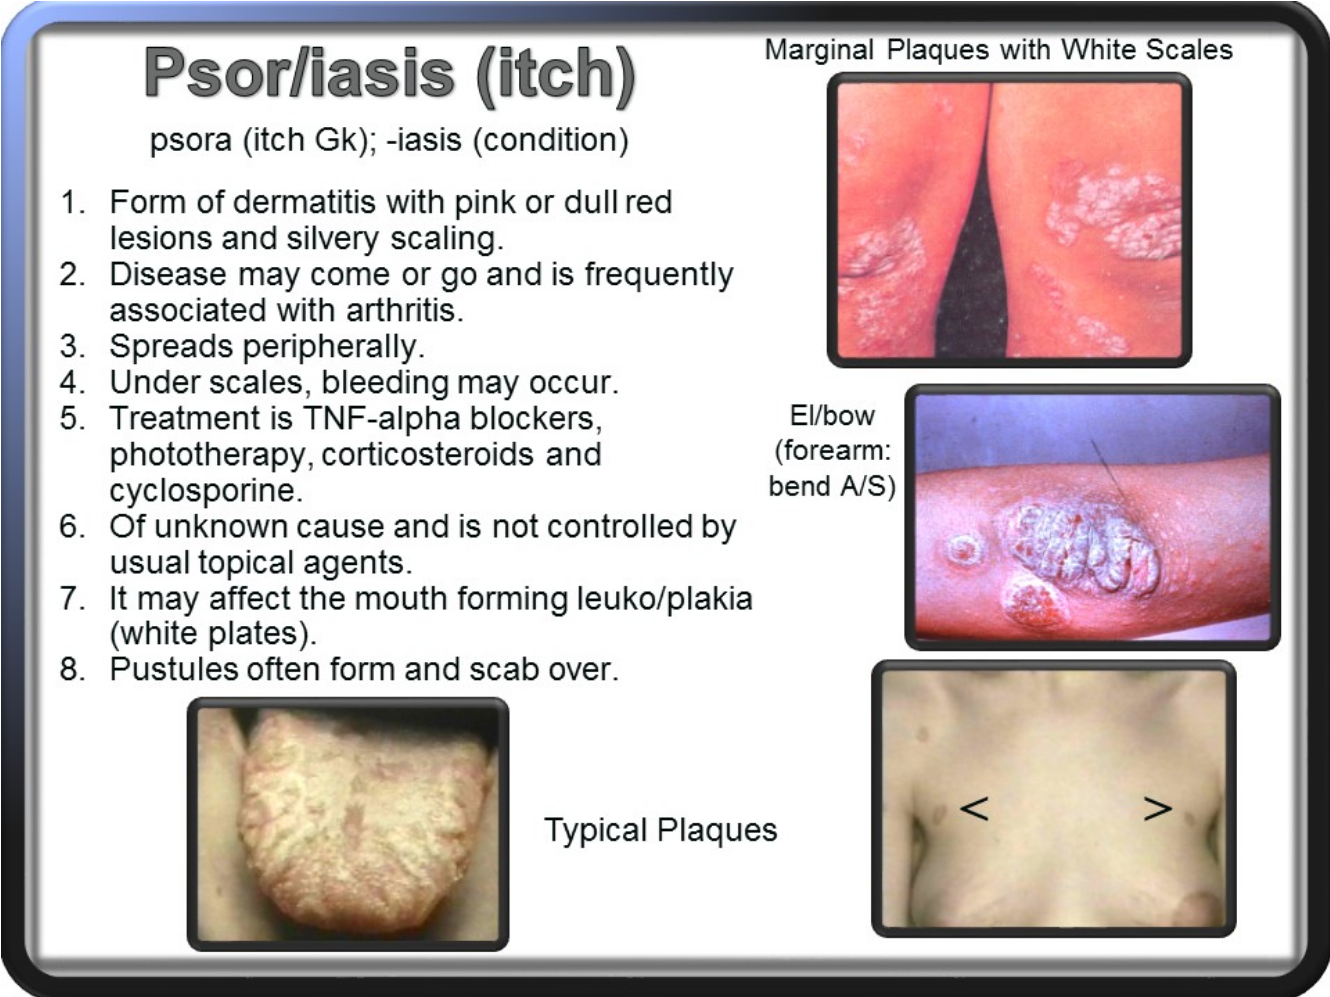 Psor/iasis (itch)
psora (itch Gk); -iasis (condition)
1. Form of dermatitis with pink or dull red
lesions and silvery scaling.
2. Disease may come or go and is frequently
associated with arthritis.
3. Spreads peripherally.
4. Under scales, bleeding may occur.
5. Treatment is TNF-alpha blockers,
phototherapy, corticosteroids and
cyclosporine.
6. Of unknown cause and is not controlled by
usual topical agents.
7. It may affect the mouth forming leuko/plakia
(white plates).
8. Pustules often form and scab over.
Marginal Plaques with White Scales
El/bow
(forearm:
bend A/S)
< >
Typical Plaques